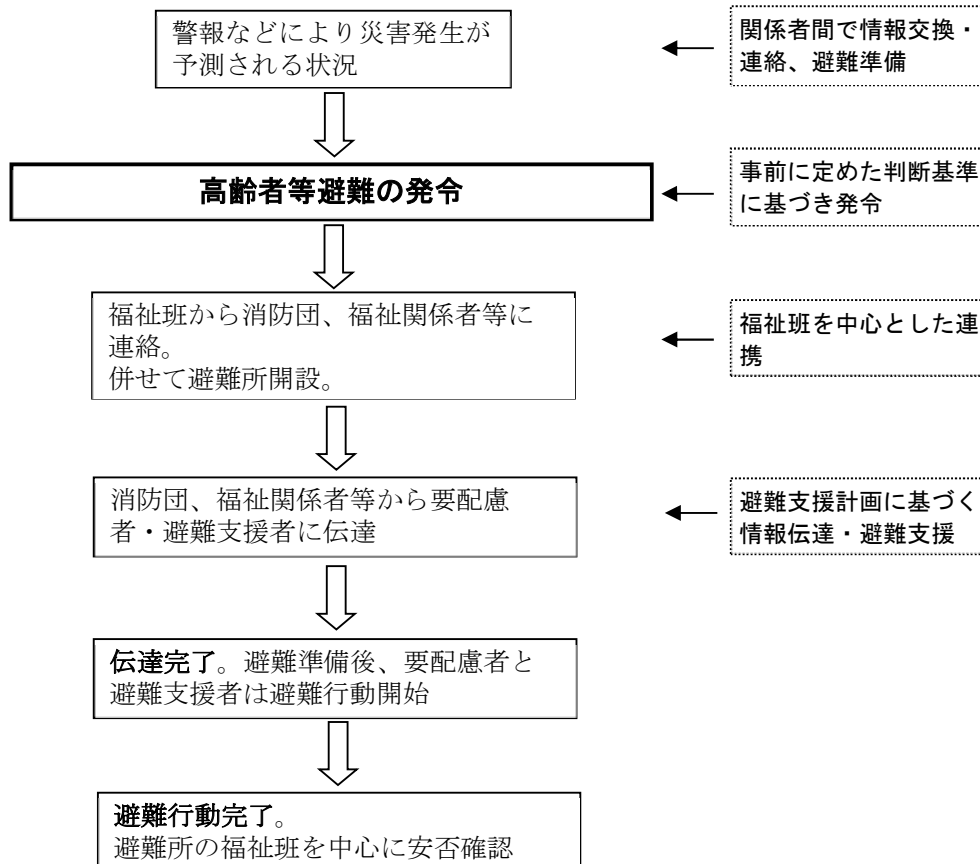 警報などにより災害発生が
予測される状況
関係者間で情報交換・
連絡、避難準備
高齢者等避難の発令
事前に定めた判断基準
に基づき発令
福祉班から消防団、福祉関係者等に
連絡。
併せて避難所開設。
福祉班を中心とした連
携
消防団、福祉関係者等から要配慮
者・避難支援者に伝達
避難支援計画に基づく
情報伝達・避難支援
伝達完了。避難準備後、要配慮者と
避難支援者は避難行動開始
避難行動完了。
避難所の福祉班を中心に安否確認